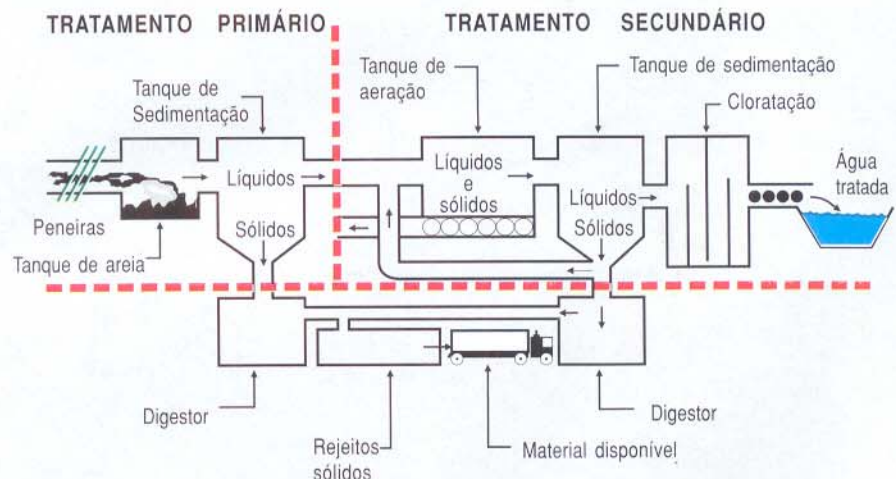 TRATAMENTO PRIMÁRIO
TRATAMENTO SECUNDÁRIO
Tanque de
Sedimentação
Tanque de
aeração
Tanque de sedimentação
Cloratação
Água
tratada
Líquidos
Líquidos
e
sólidos
Líquidos
Sólidos
Sólidos
Peneiras
Tanque de areia
Digestor
Rejeitos
sólidos
Material disponível
Digestor